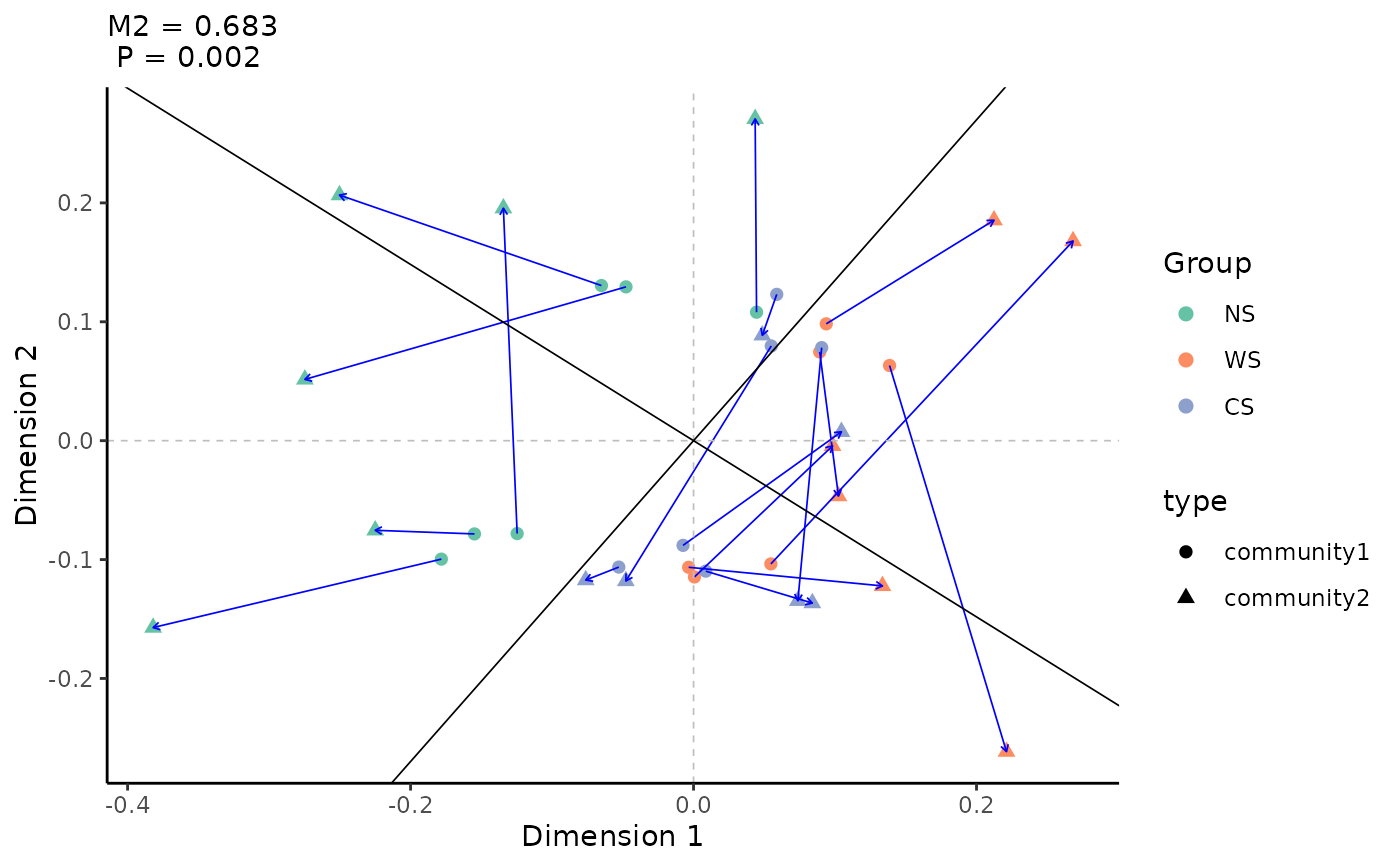 M2 = 0.683
P = 0.002
Dimension 2
0.2
0.1
0.0
-0.1
-0.2
-0.4
-0.2
0.0
0.2
Dimension 1
Group
NS
WS
CS
type
community1
community2